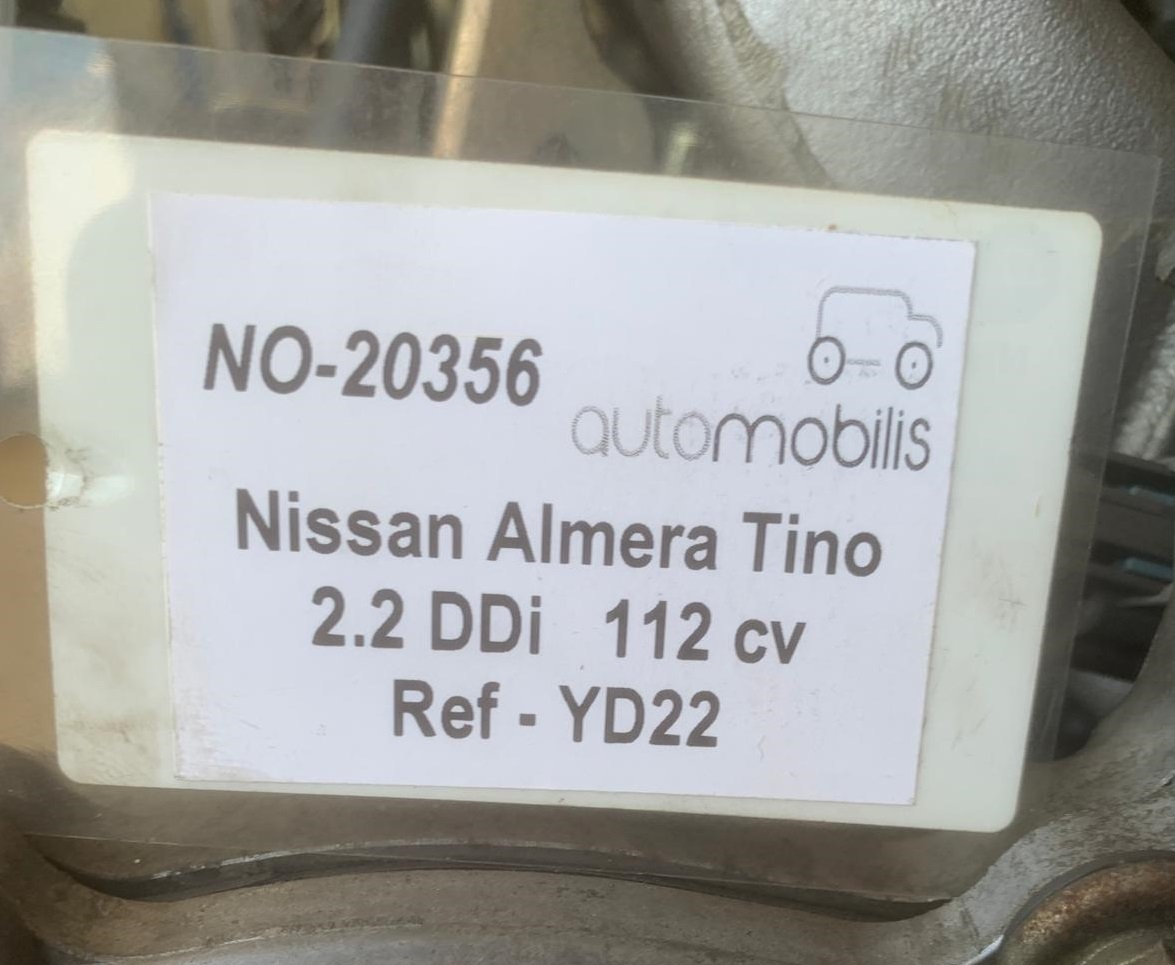 NO-20356
automobilis
Nissan Almera Tino
2.2 DDi 112 cv
Ref - YD22